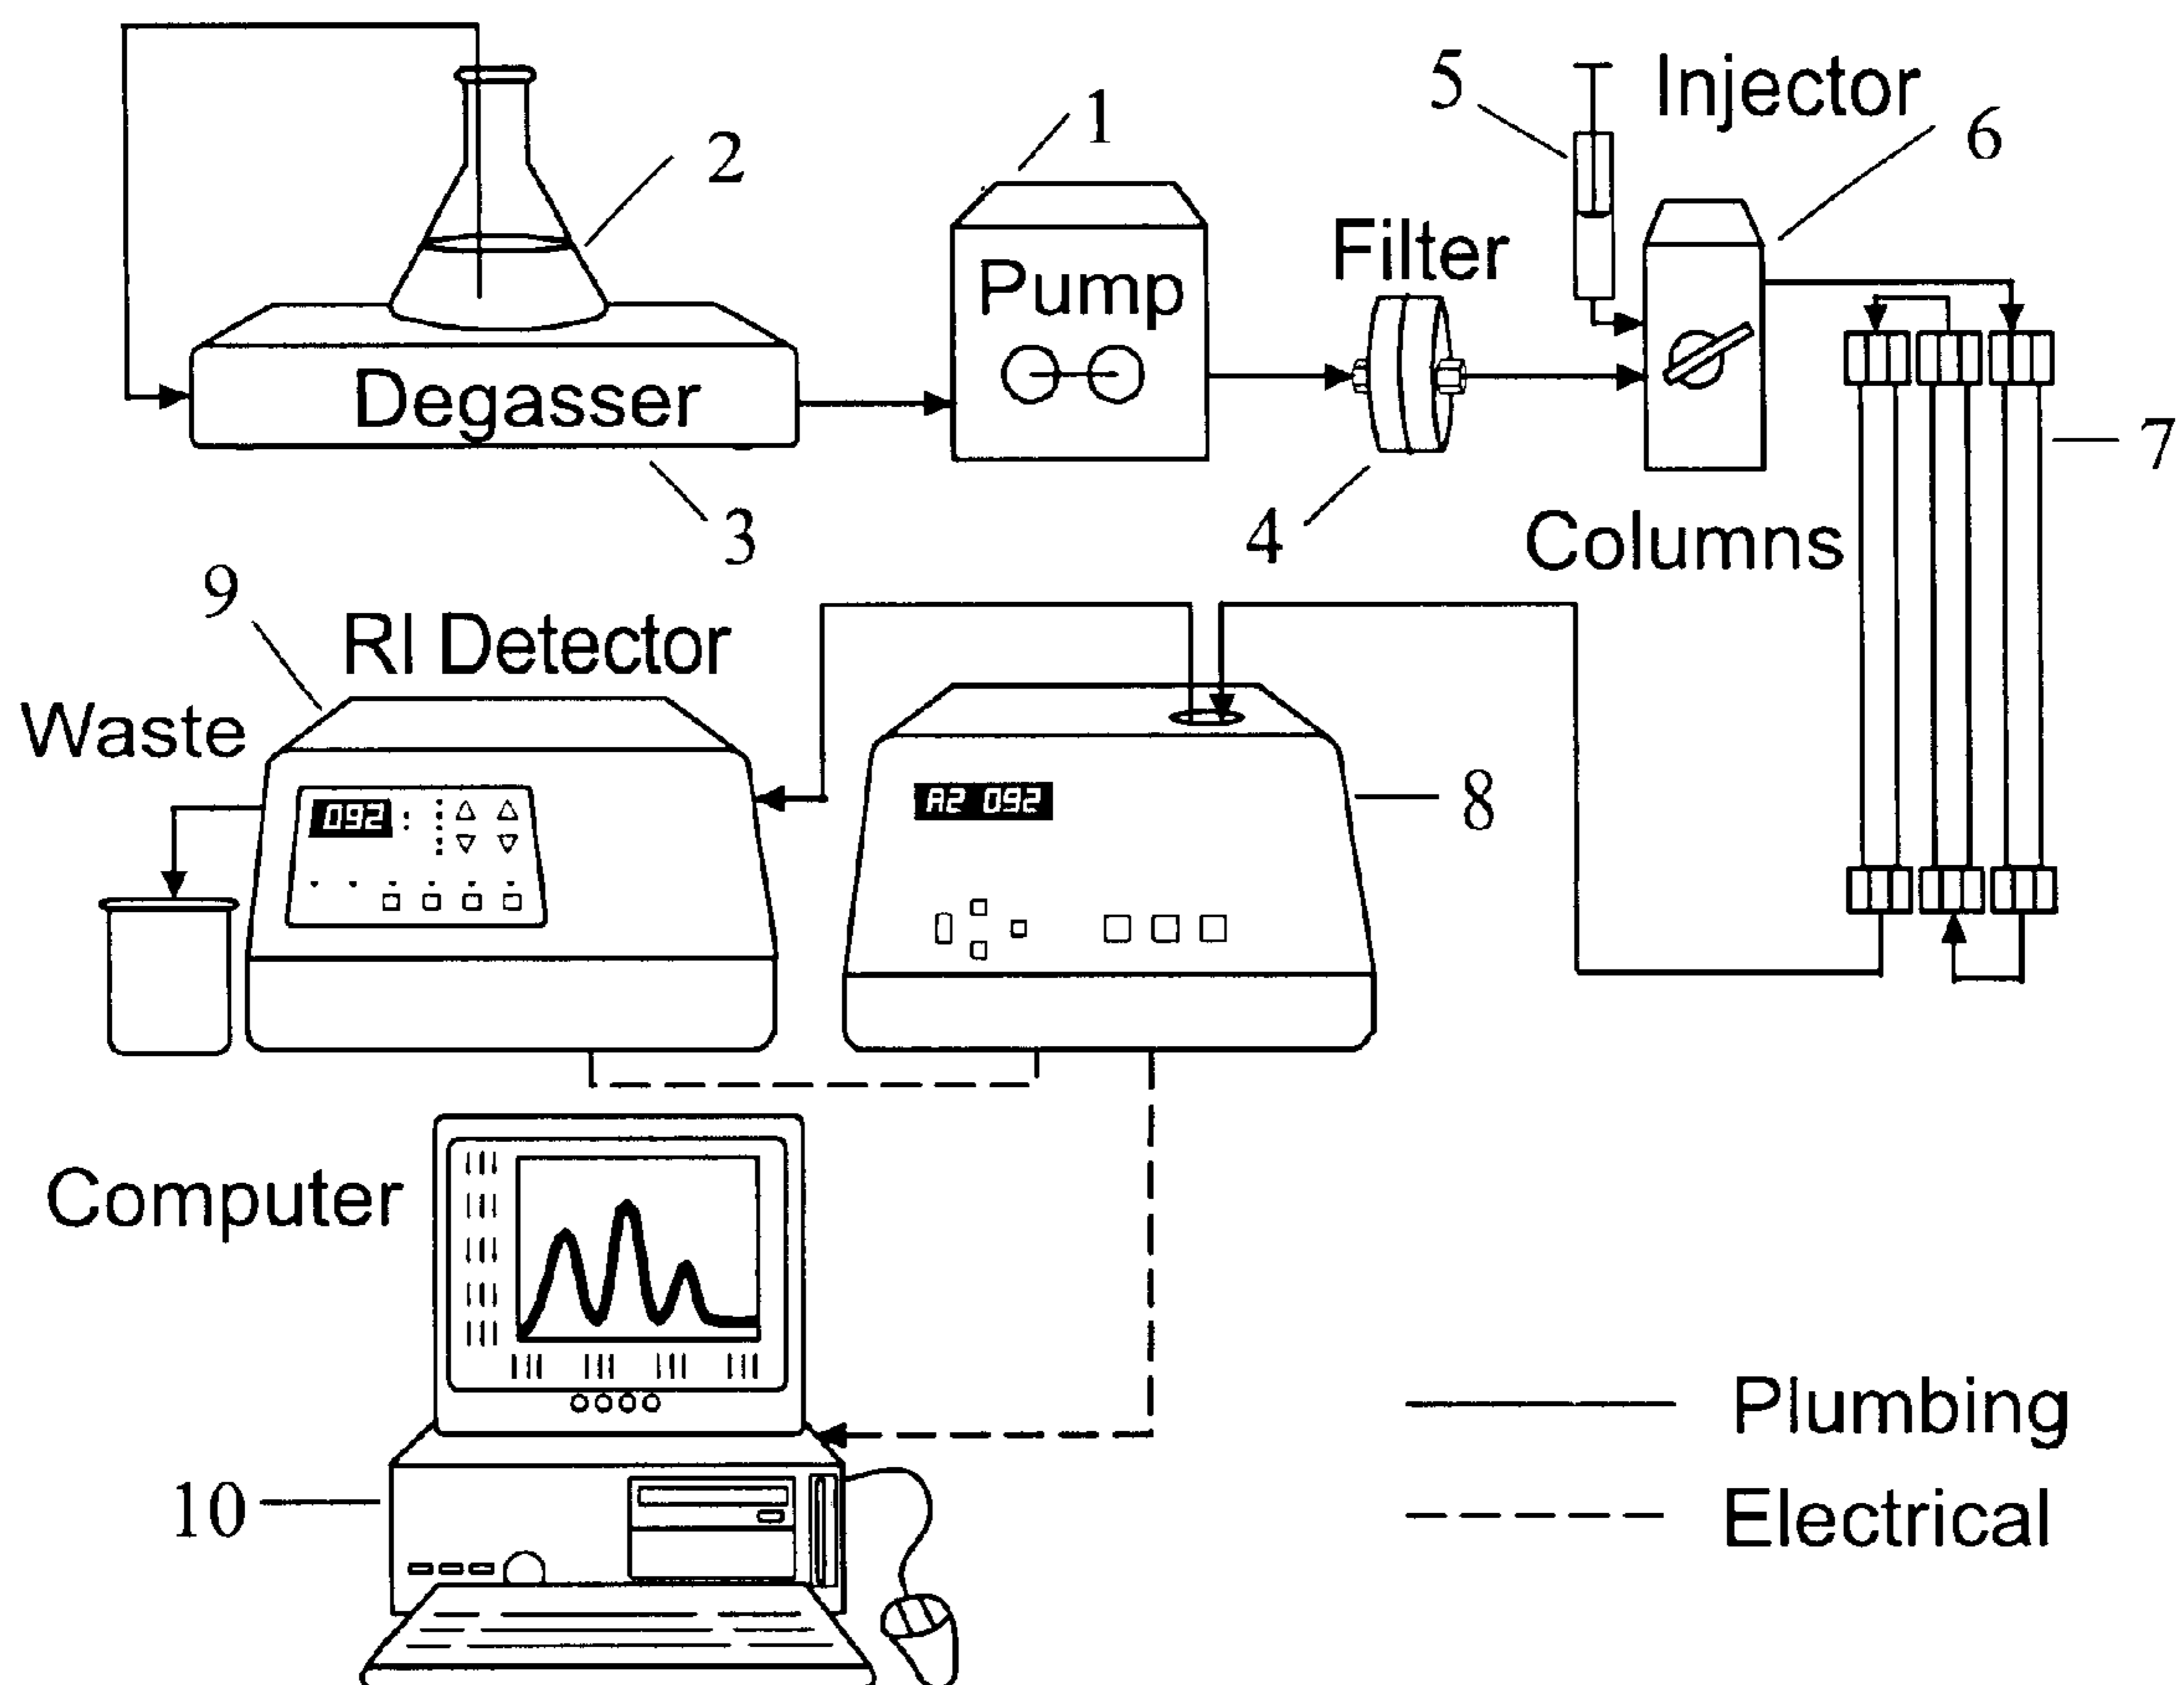 1
2
5
Injector
6
Filter
Pump
Degasser
7
3
4
Columns
9
RI Detector
Waste
092
A2 092
8
Computer
Plumbing
10
Electrical